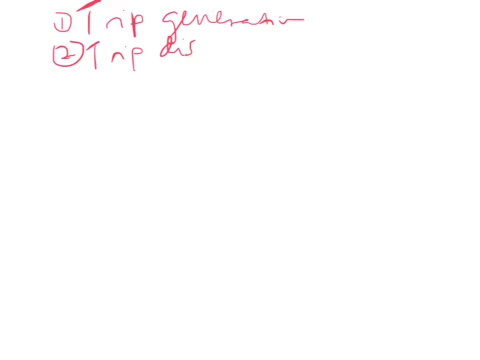 ① Trip generation
② Trip dis